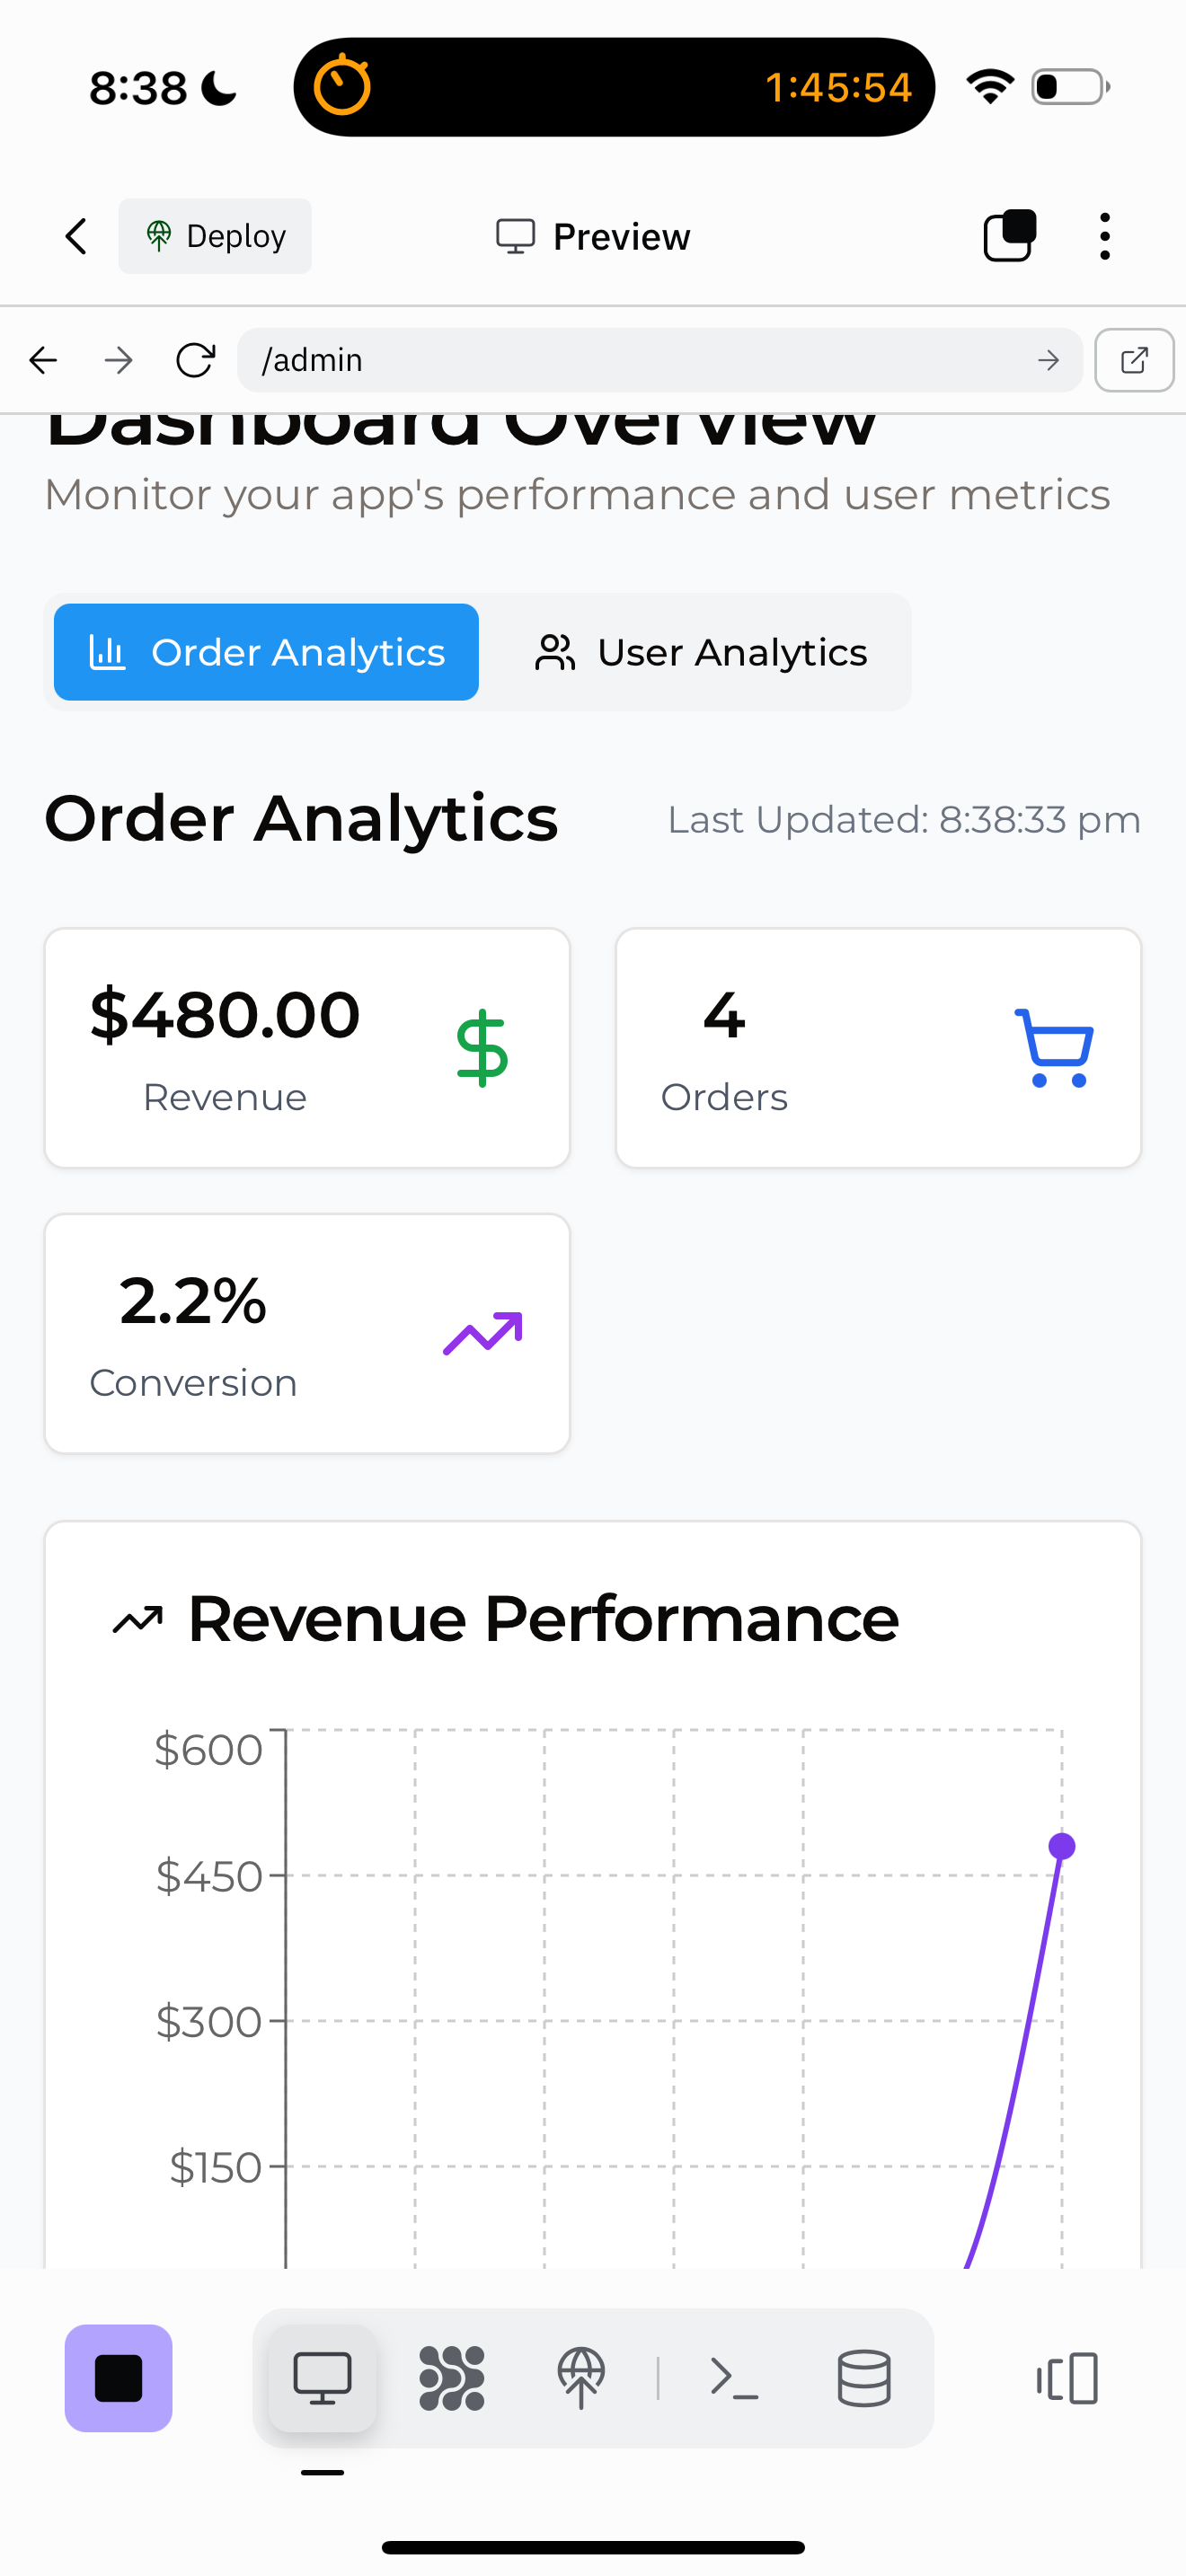 8:38
1:45:54
Deploy
Preview
/admin
Dashboard Overview
Monitor your app's performance and user metrics
Order Analytics
User Analytics
Order Analytics
Last Updated: 8:38:33 pm
$480.00
Revenue
4
Orders
2.2%
Conversion
Revenue Performance
$600
$450
$300
$150